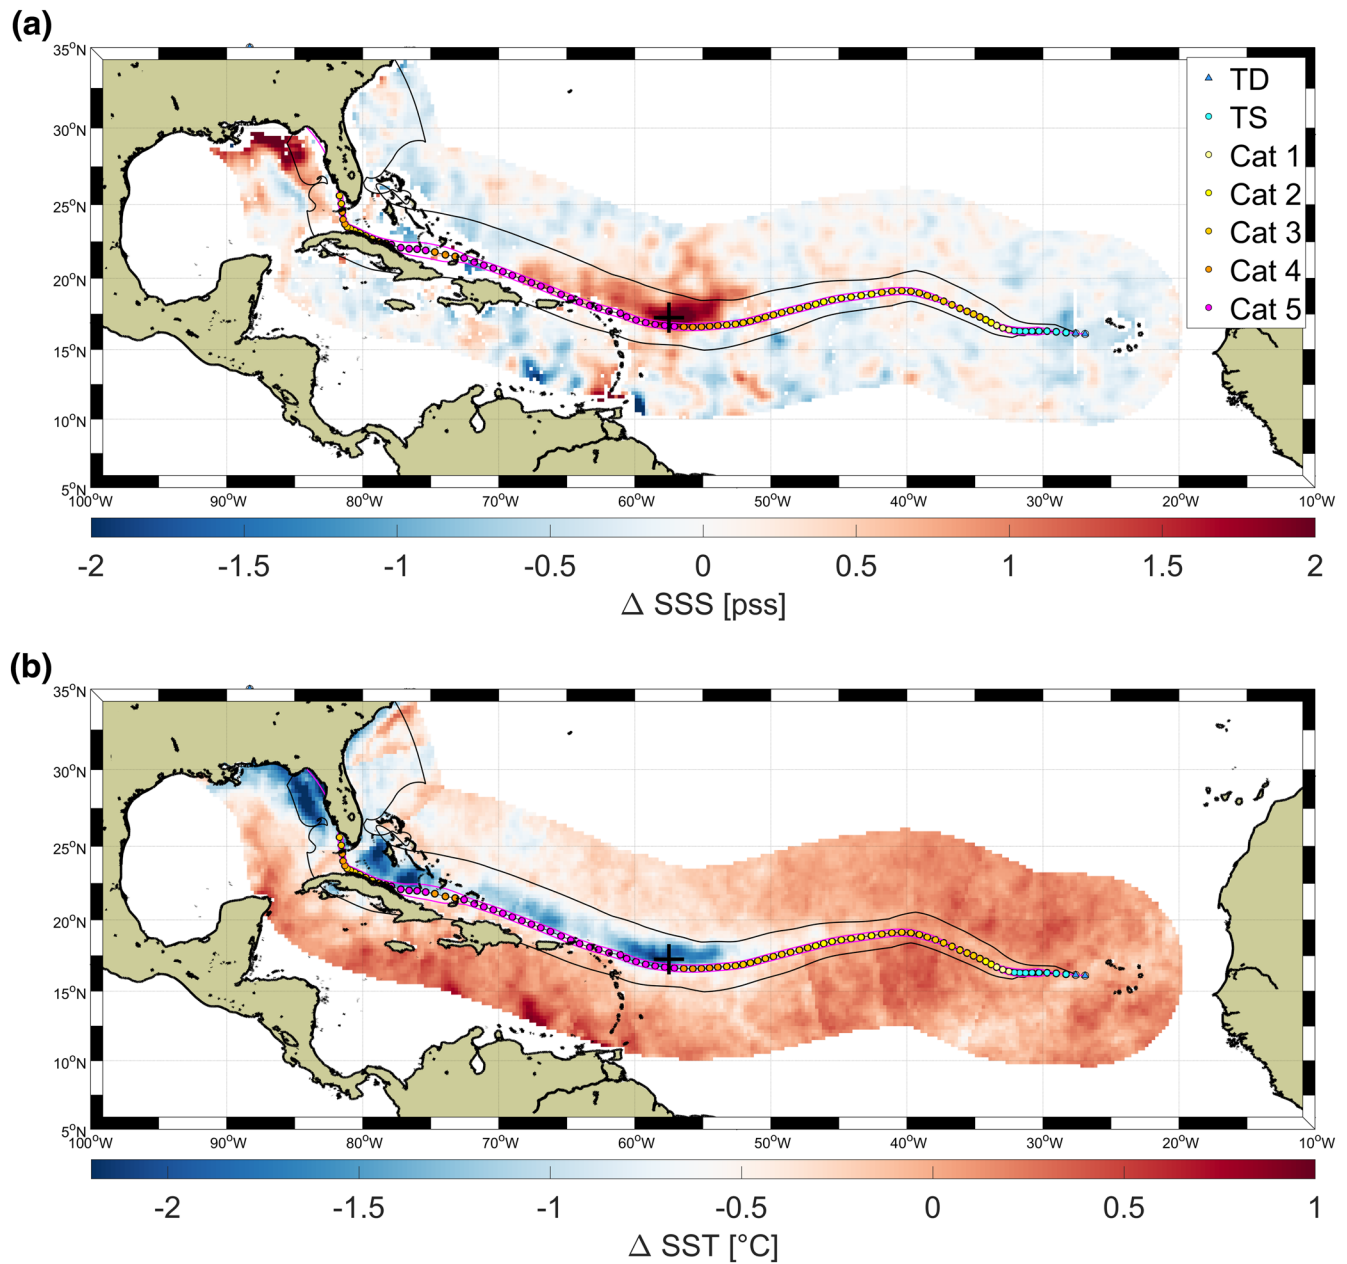 (a)
35°N
30°N
25°N
20°N
15°N
10°N
5°N
100°W 90°W 80°W 70°W 60°W 50°W 40°W 30°W 20°W 10°W
TD
TS
Cat 1
Cat 2
Cat 3
Cat 4
Cat 5
-2 -1.5 -1 -0.5 0 0.5 1 1.5 2
Δ SSS [pss]
(b)
35°N
30°N
25°N
20°N
15°N
10°N
5°N
100°W 90°W 80°W 70°W 60°W 50°W 40°W 30°W 20°W 10°W
-2 -1.5 -1 -0.5 0 0.5 1
Δ SST [°C]